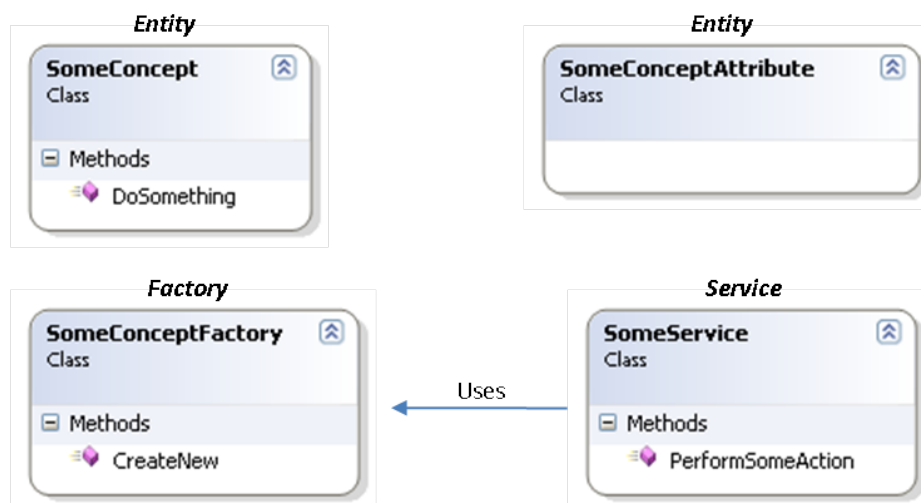 Entity
SomeConcept
Class
Methods
DoSomething
Entity
SomeConceptAttribute
Class
Factory
SomeConceptFactory
Class
Methods
CreateNew
Uses
Service
SomeService
Class
Methods
PerformSomeAction